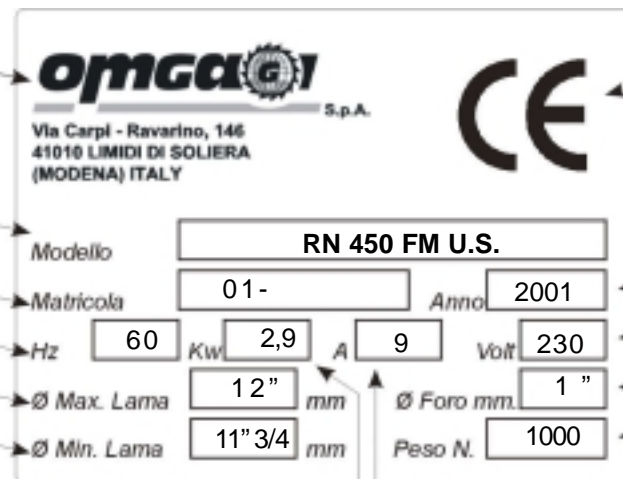 OMGA G
S.p.A.
Via Carpi - Ravarino, 146
41010 LIMIDI DI SOLIERA
(MODENA) ITALY
CE
Modello RN 450 FM U.S.
Matricola 01- Anno 2001
Hz 60 Kw 2,9 A 9 Volt 230
Ø Max. Lama 12” mm Ø Foro mm. 1 ”
Ø Min. Lama 11” 3/4 mm Peso N. 1000